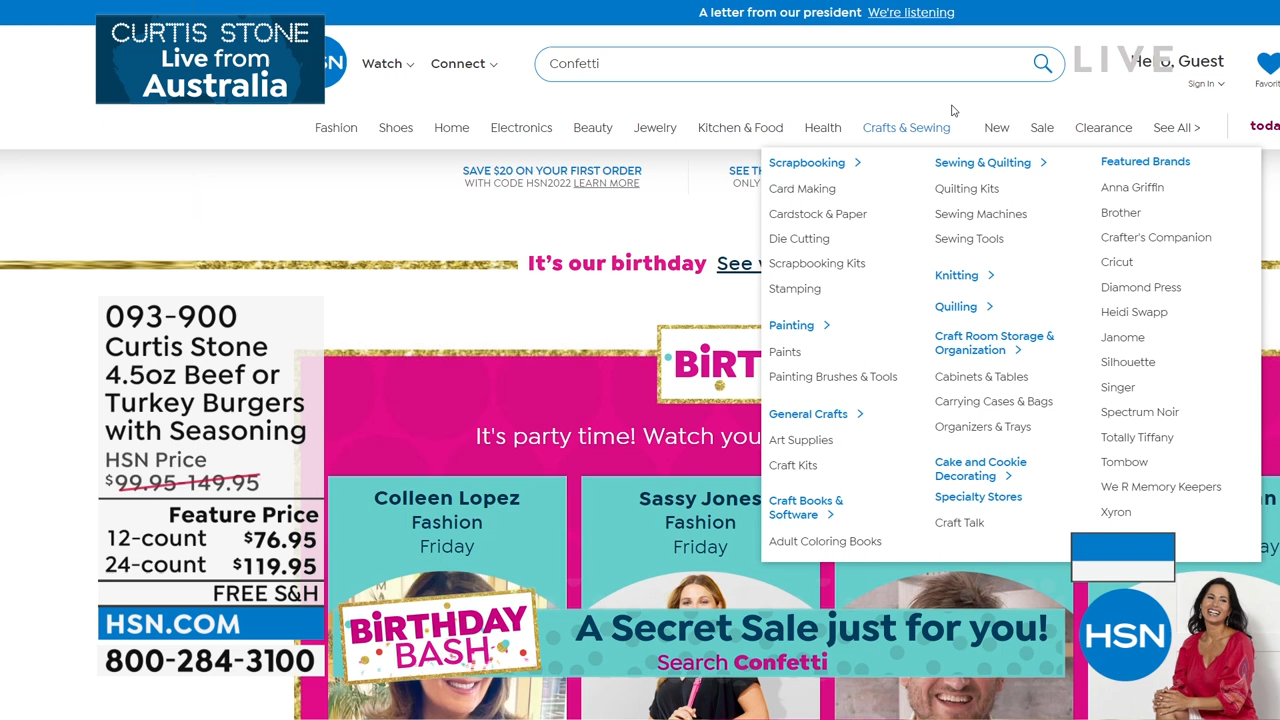 A letter from our president We're listening
CURTIS STONE
Live from
Australia
Watch
Connect
Confetti
LIVE
Hello, Guest
Sign In
Fashion
Shoes
Home
Electronics
Beauty
Jewelry
Kitchen & Food
Health
Crafts & Sewing
New
Sale
Clearance
See All >
SAVE $20 ON YOUR FIRST ORDER
WITH CODE HSN2022 LEARN MORE
ONLY
It's our birthday See
Scrapbooking
Card Making
Cardstock & Paper
Die Cutting
Scrapbooking Kits
Stamping
Painting
Paints
Painting Brushes & Tools
General Crafts
Art Supplies
Craft Kits
Craft Books &
Software
Adult Coloring Books
Sewing & Quilting
Quilting Kits
Sewing Machines
Sewing Tools
Knitting
Quilling
Craft Room Storage &
Organization
Cabinets & Tables
Carrying Cases & Bags
Organizers & Trays
Cake and Cookie
Decorating
Specialty Stores
Craft Talk
Featured Brands
Anna Griffin
Brother
Crafter's Companion
Cricut
Diamond Press
Heidi Swapp
Janome
Silhouette
Singer
Spectrum Noir
Totally Tiffany
Tombow
We R Memory Keepers
Xyron
093-900
Curtis Stone
4.5oz Beef or
Turkey Burgers
with Seasoning
HSN Price
$99.95-149.95
Feature Price
12-count $76.95
24-count $119.95
FREE S&H
HSN.COM
800-284-3100
It's party time! Watch you
Colleen Lopez
Fashion
Friday
Sassy Jones
Fashion
Friday
BiRTHDAY
BASH
A Secret Sale just for you!
Search Confetti
HSN